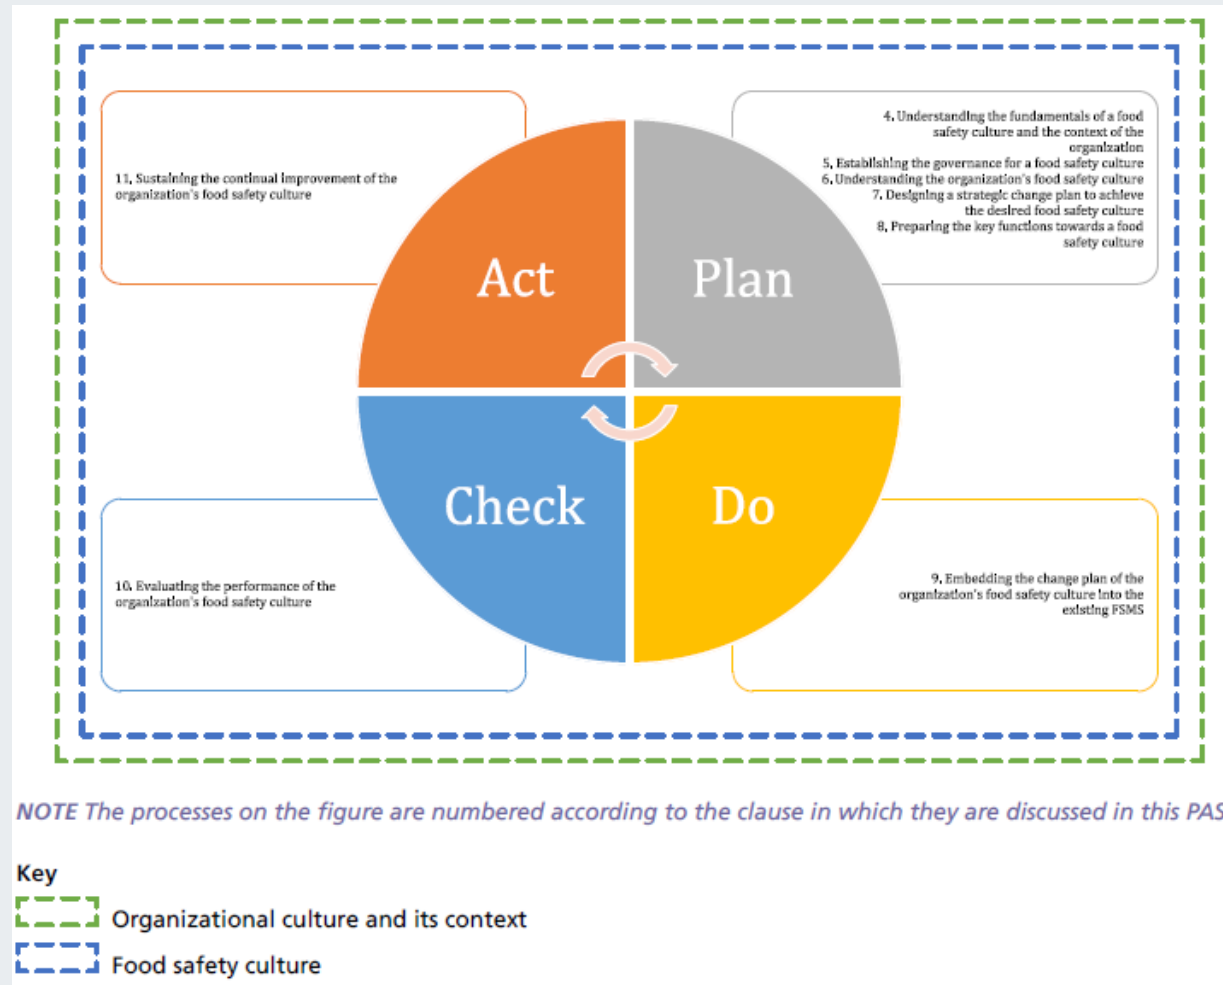 11. Sustaining the continual improvement of the
organization's food safety culture
4. Understanding the fundamentals of a food
safety culture and the context of the
organization
5. Establishing the governance for a food safety culture
6. Understanding the organization's food safety culture
7. Designing a strategic change plan to achieve
the desired food safety culture
8. Preparing the key functions towards a food
safety culture
Act
Plan
Check
Do
10. Evaluating the performance of the
organization's food safety culture
9. Embedding the change plan of the
organization's food safety culture into the
existing FSMS
NOTE The processes on the figure are numbered according to the clause in which they are discussed in this PAS
Key
Organizational culture and its context
Food safety culture